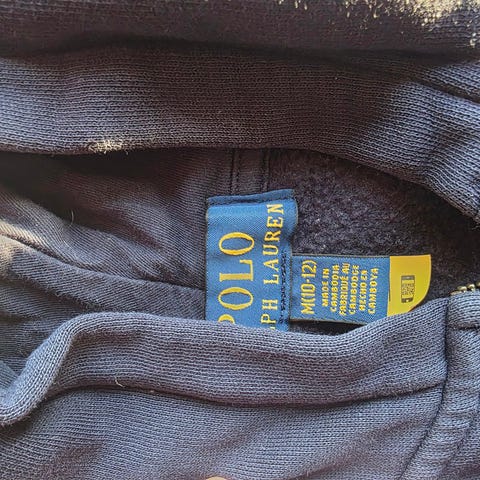 POLO
PH LAUREN
M(10-12)
MADE IN
CAMBODIA
FABRIQUÉ AU
CAMBODGE
HECHO EN
CAMBOYA